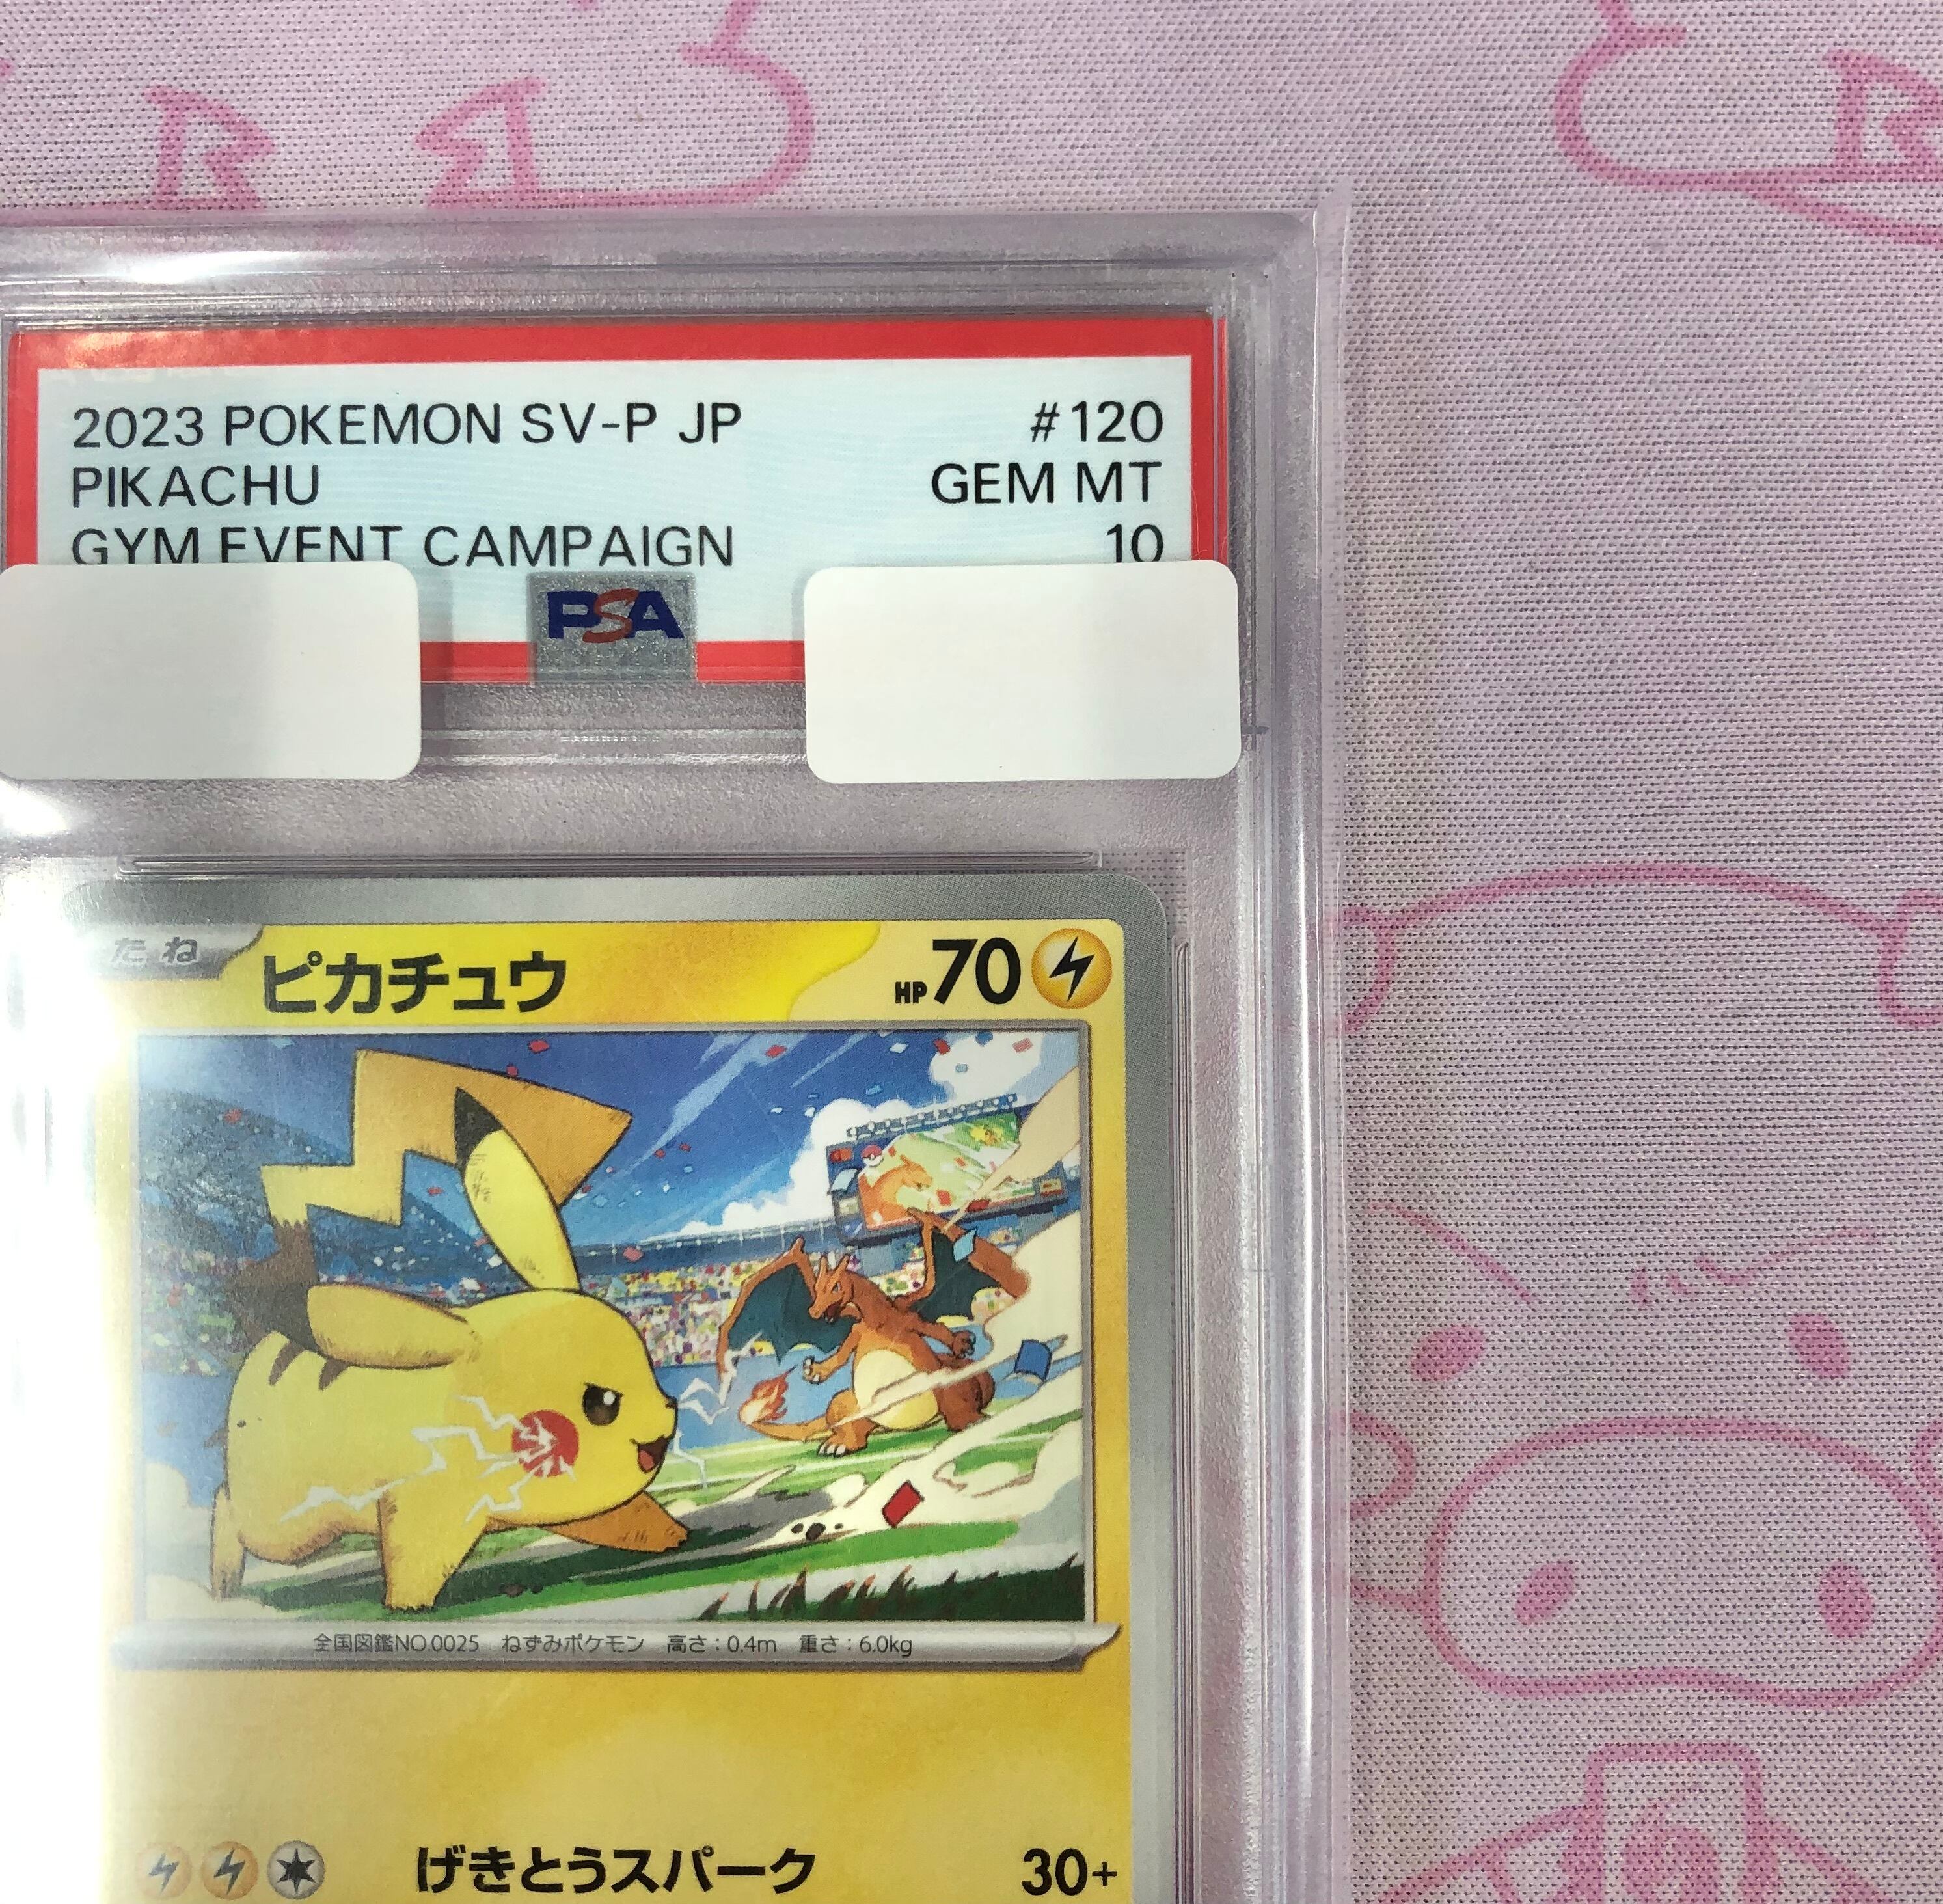 2023 POKEMON SV-P JP #120
PIKACHU GEM MT
GYM EVENT CAMPAIGN 10
PSA
たね ピカチュウ HP70
全国図鑑NO.0025 ねずみポケモン 高さ:0.4m 重さ:6.0kg
げきとうスパーク 30+